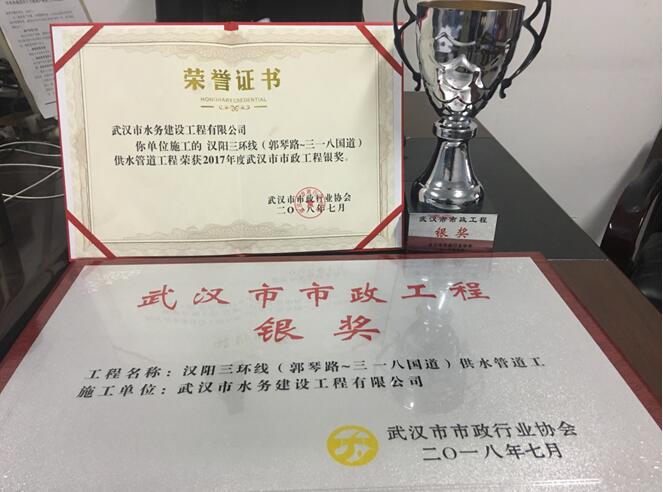 荣誉证书
HONORARY CREDENTIAL
武汉市水务建设工程有限公司
你单位施工的 汉阳三环线（郭琴路~三一八国道）
供水管道工程 荣获2017年度武汉市市政工程银奖。
武汉市市政行业协会
二〇一八年七月
武汉市市政工程
银奖
武汉市市政工程
银奖
工程名称：汉阳三环线（郭琴路~三一八国道）供水管道工
施工单位：武汉市水务建设工程有限公司
武汉市市政行业协会
二〇一八年七月